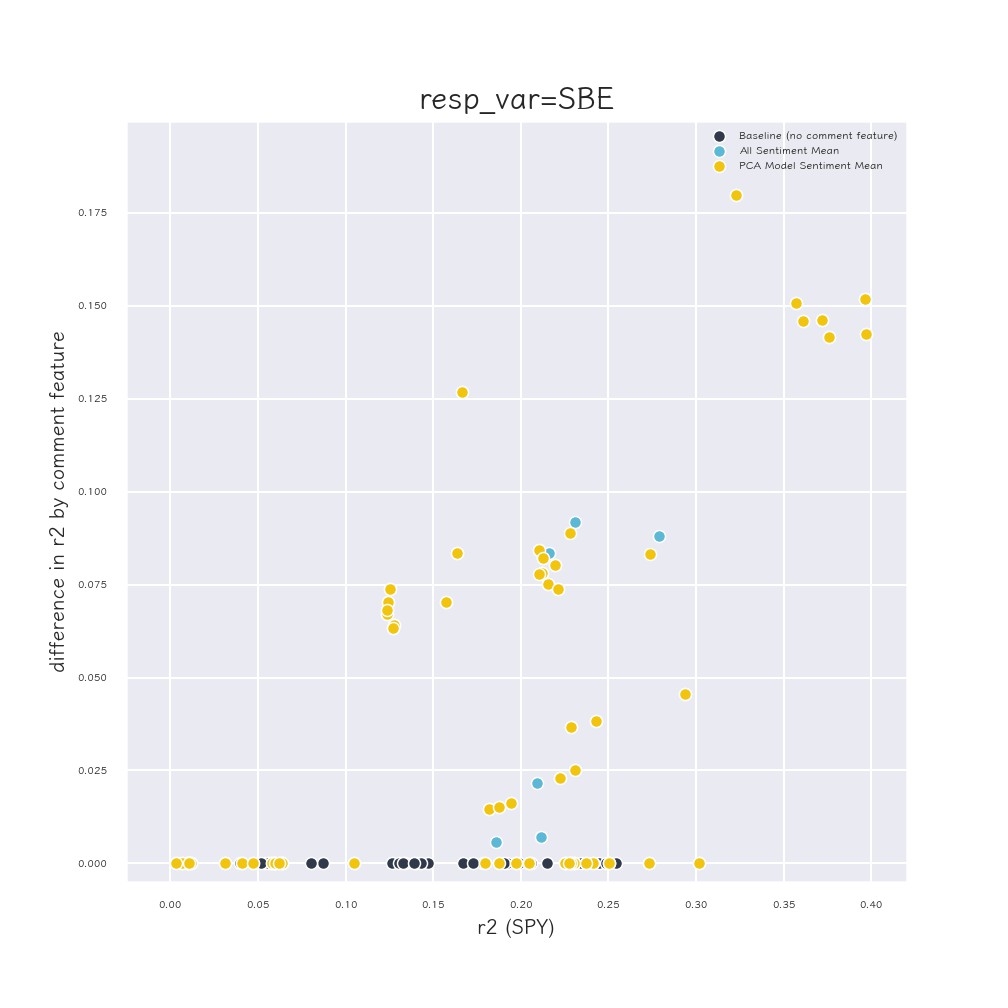 resp_var=SBE
Baseline (no comment feature)
All Sentiment Mean
PCA Model Sentiment Mean
difference in r2 by comment feature
0.175
0.150
0.125
0.100
0.075
0.050
0.025
0.000
0.00 0.05 0.10 0.15 0.20 0.25 0.30 0.35 0.40
r2 (SPY)